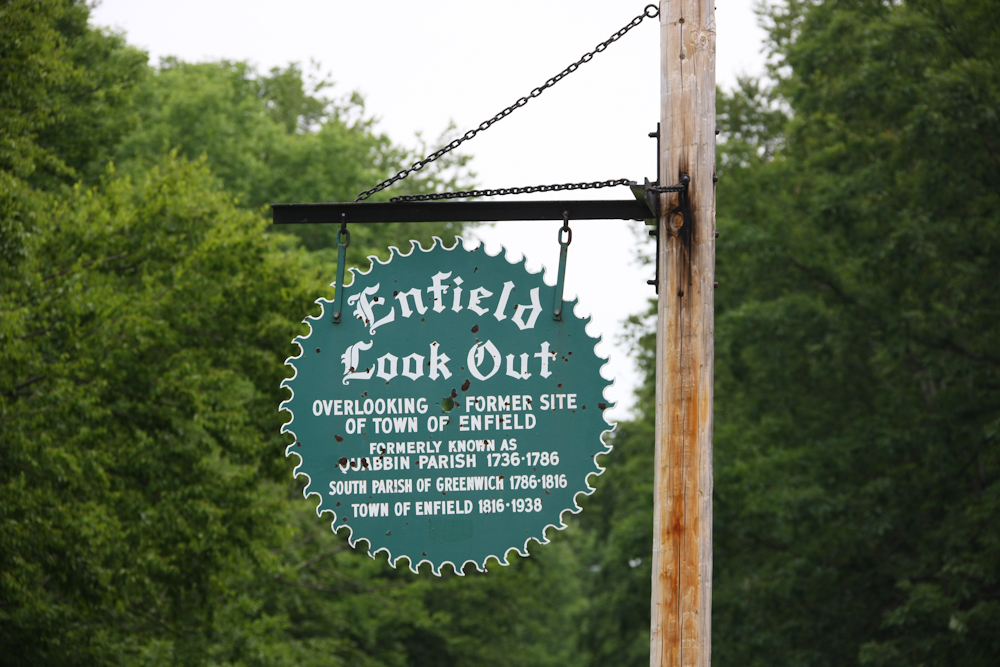 Enfield
Look Out
OVERLOOKING FORMER SITE
OF TOWN OF ENFIELD
FORMERLY KNOWN AS
QUABBIN PARISH 1736-1786
SOUTH PARISH OF GREENWICH 1786-1816
TOWN OF ENFIELD 1816-1938